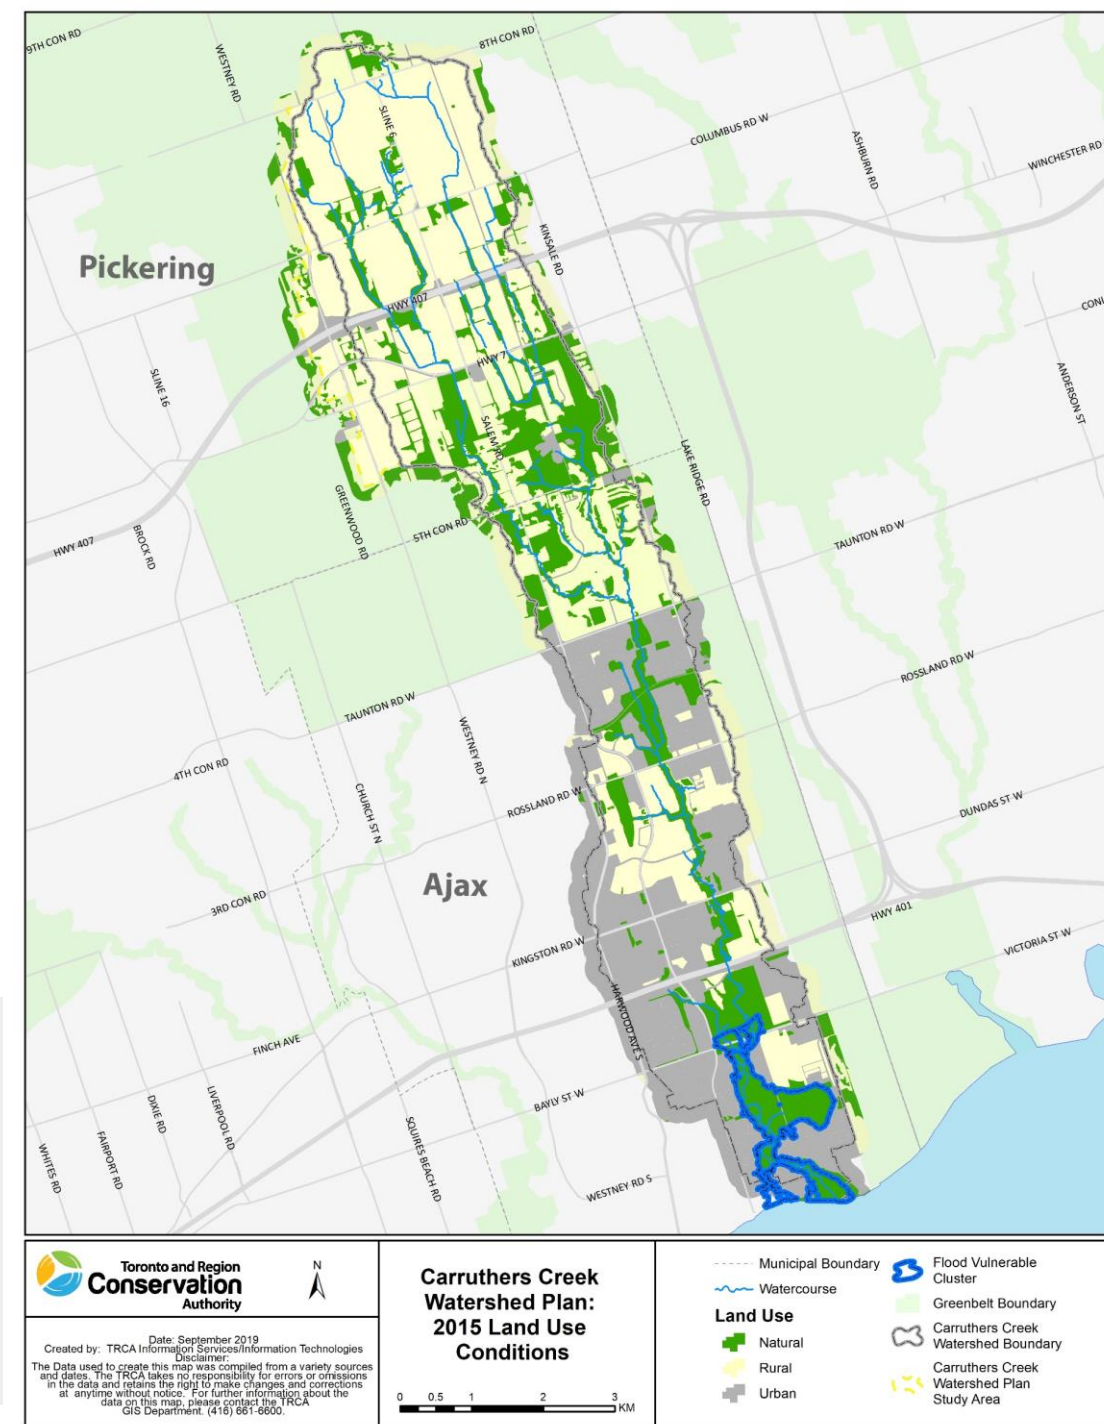 9TH CON RD
WESTNEY RD
8TH CON RD
SLINE 6
COLUMBUS RD W
ASHBURN RD
WINCHESTER RD
KINSALE RD
Pickering
HWY 407
SLINE 16
HWY 7
ANDERSON ST
SALEM RD
LAKE RIDGE RD
GREENWOOD RD
5TH CON RD
BROCK RD
HWY 407
TAUNTON RD W
ROSSLAND RD W
TAUNTON RD W
WESTNEY RD N
4TH CON RD
CHURCH ST N
ROSSLAND RD W
DUNDAS ST W
Ajax
3RD CON RD
KINGSTON RD W
HWY 401
VICTORIA ST W
HARWOOD AVE S
FINCH AVE
BAYLY ST W
LIVERPOOL RD
DIXIE RD
FAIRPORT RD
WHITES RD
SQUIRES BEACH RD
WESTNEY RD S
Toronto and Region
Conservation
Authority
N
Date: September 2019
Created by: TRCA Information Services/Information Technologies
Disclaimer:
The Data used to create this map was compiled from a variety sources
and dates. The TRCA takes no responsibility for errors or omissions
in the data and retains the right to make changes and corrections
at anytime without notice. For further information about the
data on this map, please contact the TRCA
GIS Department. (416) 661-6600.
Carruthers Creek
Watershed Plan:
2015 Land Use
Conditions
0 0.5 1 2 3
KM
Municipal Boundary
Watercourse
Land Use
Natural
Rural
Urban
Flood Vulnerable
Cluster
Greenbelt Boundary
Carruthers Creek
Watershed Boundary
Carruthers Creek
Watershed Plan
Study Area